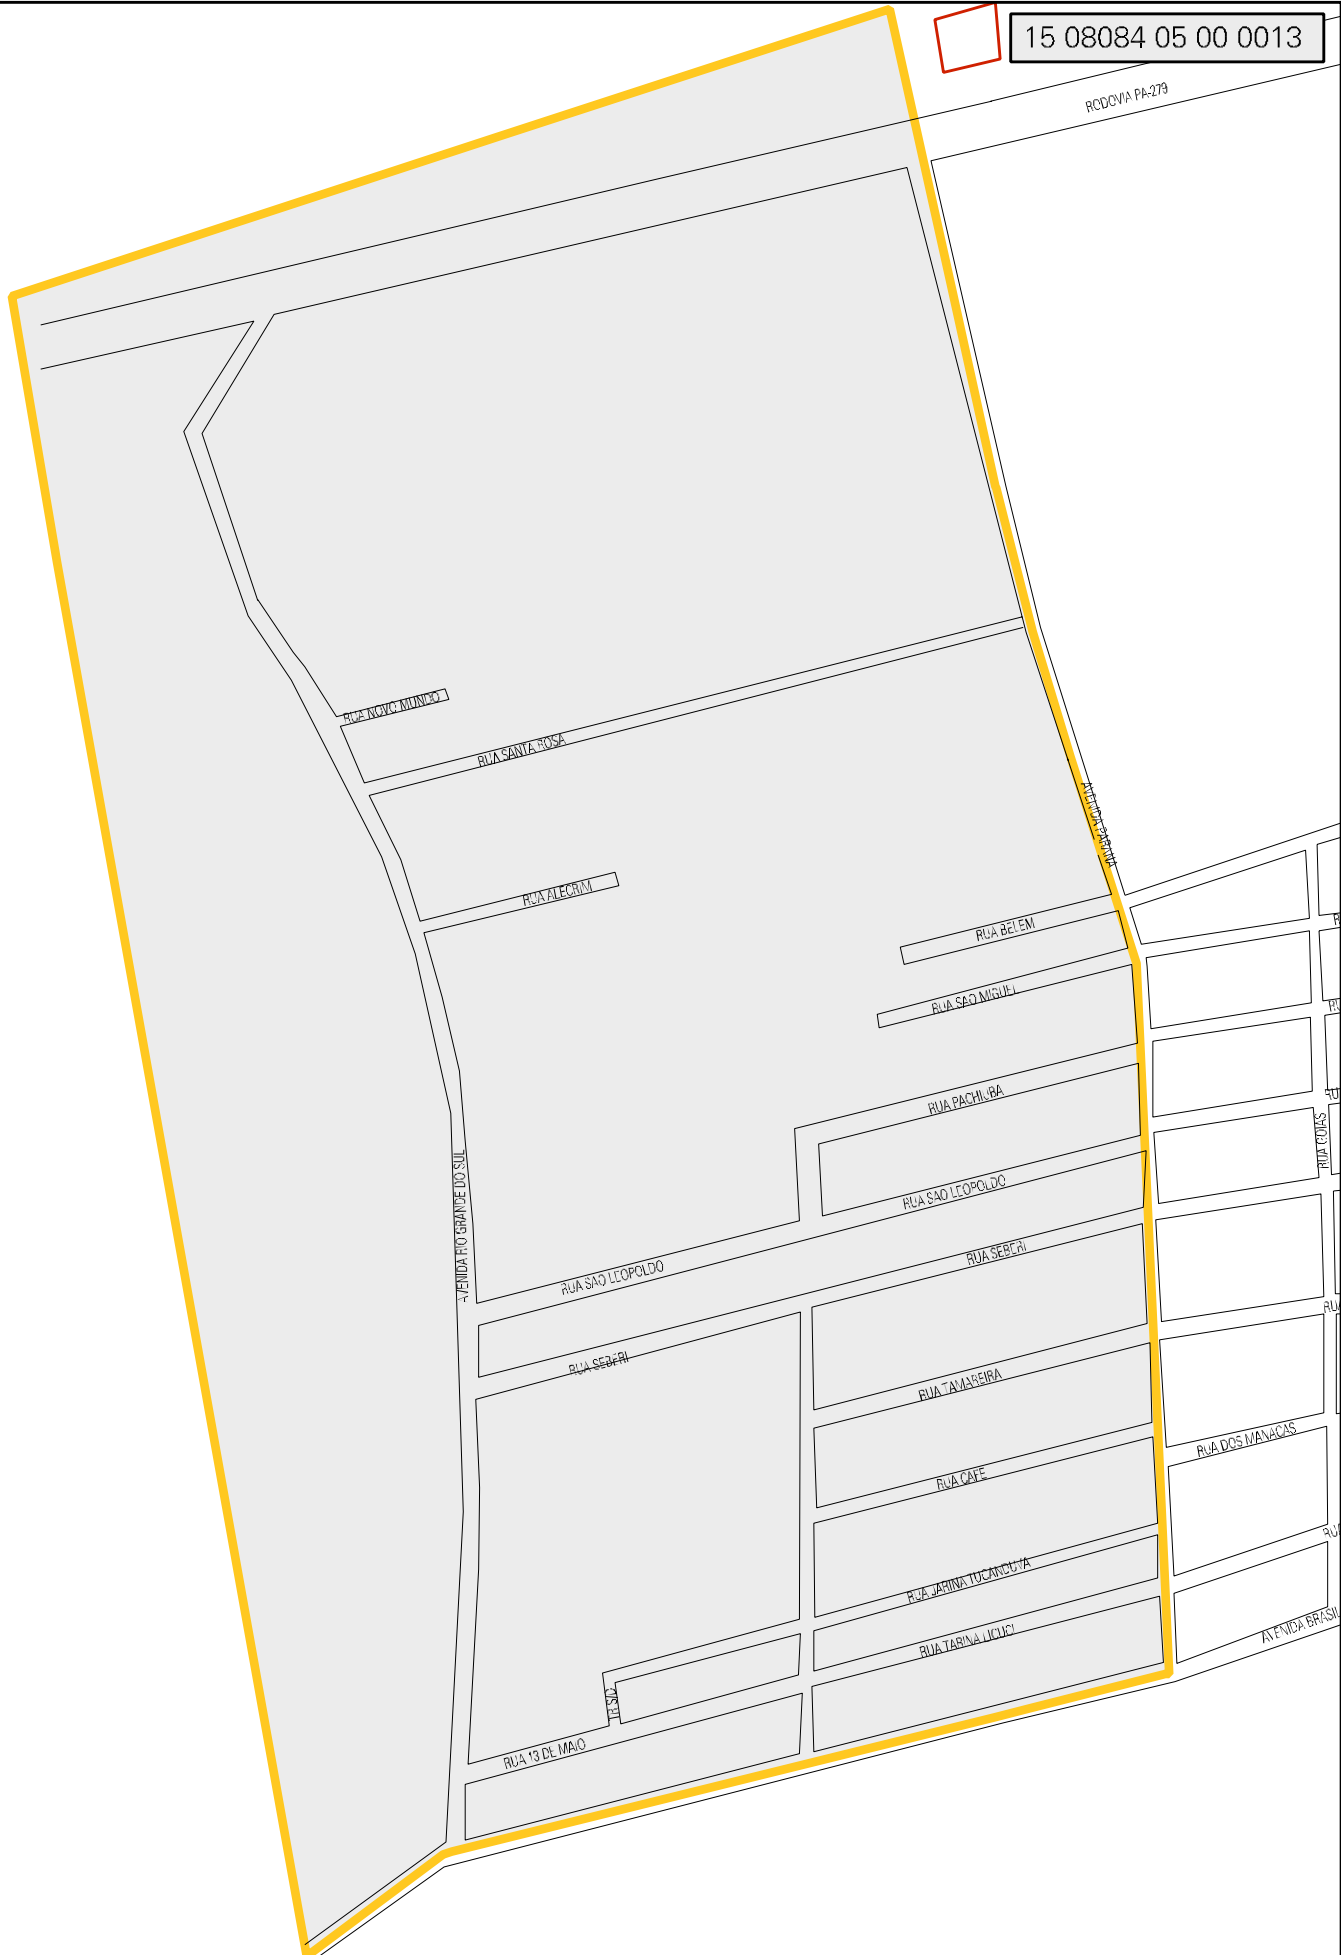 15 08084 05 00 0013
RODOVIA PA-279
RUA NOVO MUNDO
RUA SANTA ROSA
AVENIDA PARANA
RUA ALECRIM
RUA BELEM
RUA SAO MIGUEL
RUA PACHIUBA
RUA GOIAS
RUA SAO LEOPOLDO
AVENIDA RIO GRANDE DO SUL
RUA SEBERI
RUA SAO LEOPOLDO
RUA SEBERI
RUA TAMAREIRA
RUA DOS MANACAS
RUA CAFE
RUA JARINA TUCANDUVA
AVENIDA BRASIL
RUA TARINA LICUCI
TR S/C
RUA 13 DE MAIO